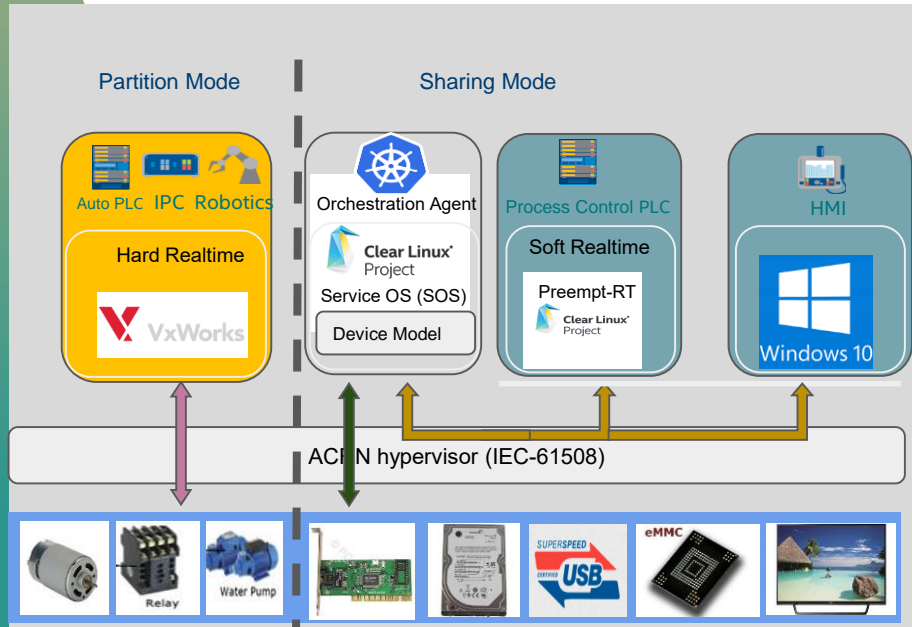 Partition Mode
Sharing Mode
Auto PLC IPC Robotics
Hard Realtime
VxWorks
Orchestration Agent
Clear Linux*
Project
Service OS (SOS)
Device Model
Process Control PLC
Soft Realtime
Preempt-RT
Clear Linux*
Project
HMI
Windows 10
ACRN hypervisor (IEC-61508)
Relay
Water Pump
SUPERSPEED
CERTIFIED USB
eMMC